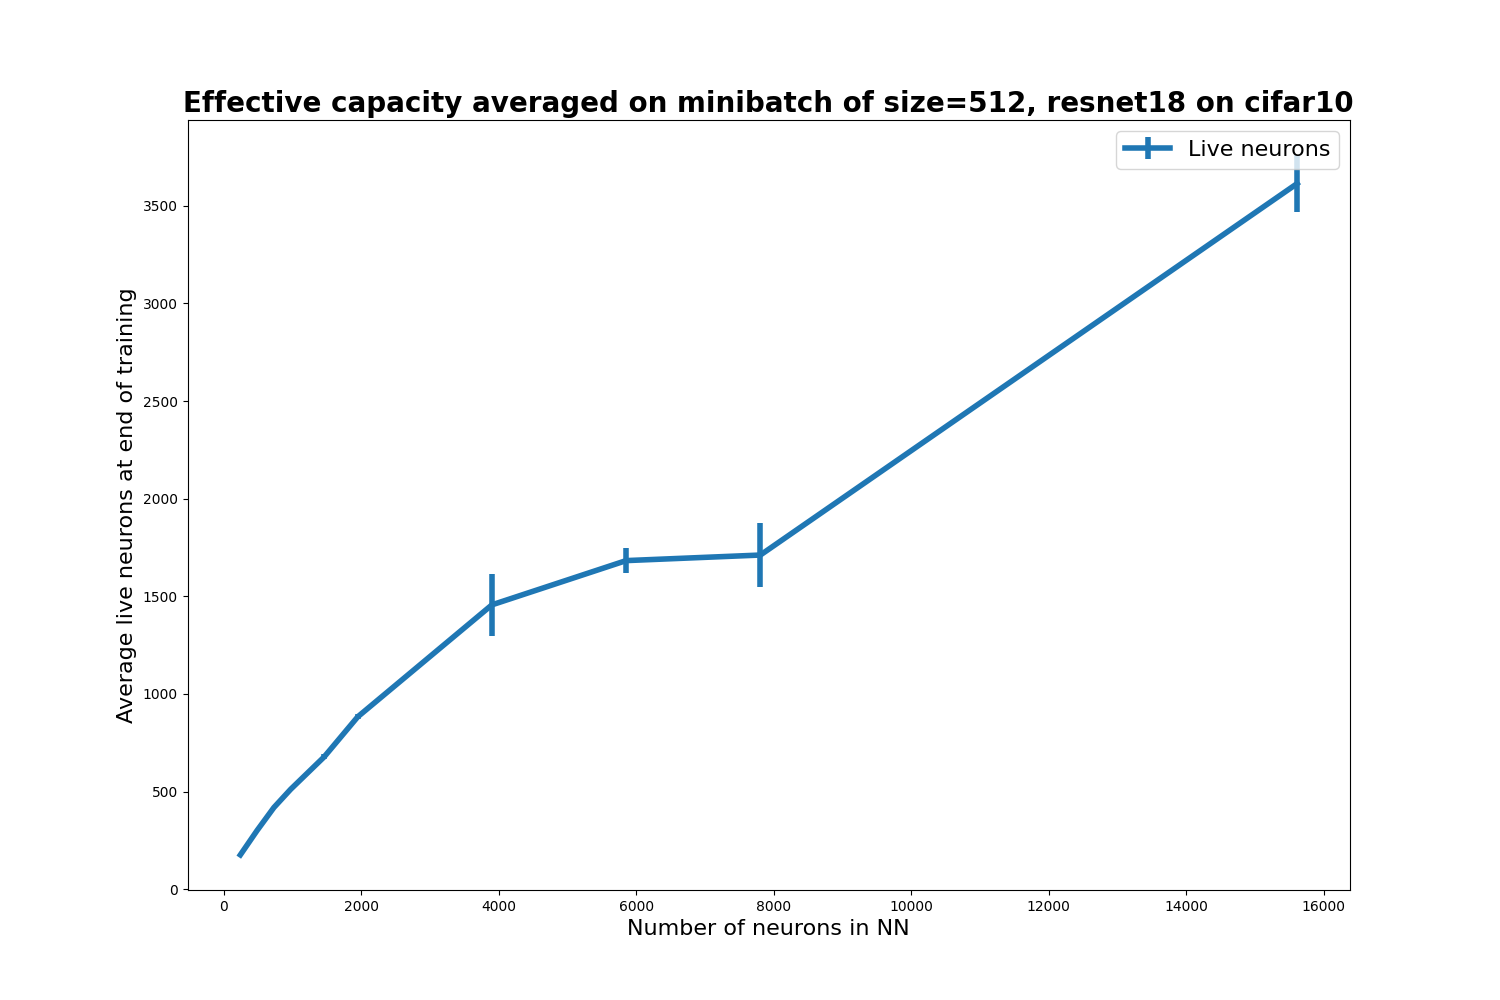 Effective capacity averaged on minibatch of size=512, resnet18 on cifar10
Live neurons
3500
3000
2500
2000
1500
1000
500
0
Average live neurons at end of training
0 2000 4000 6000 8000 10000 12000 14000 16000
Number of neurons in NN